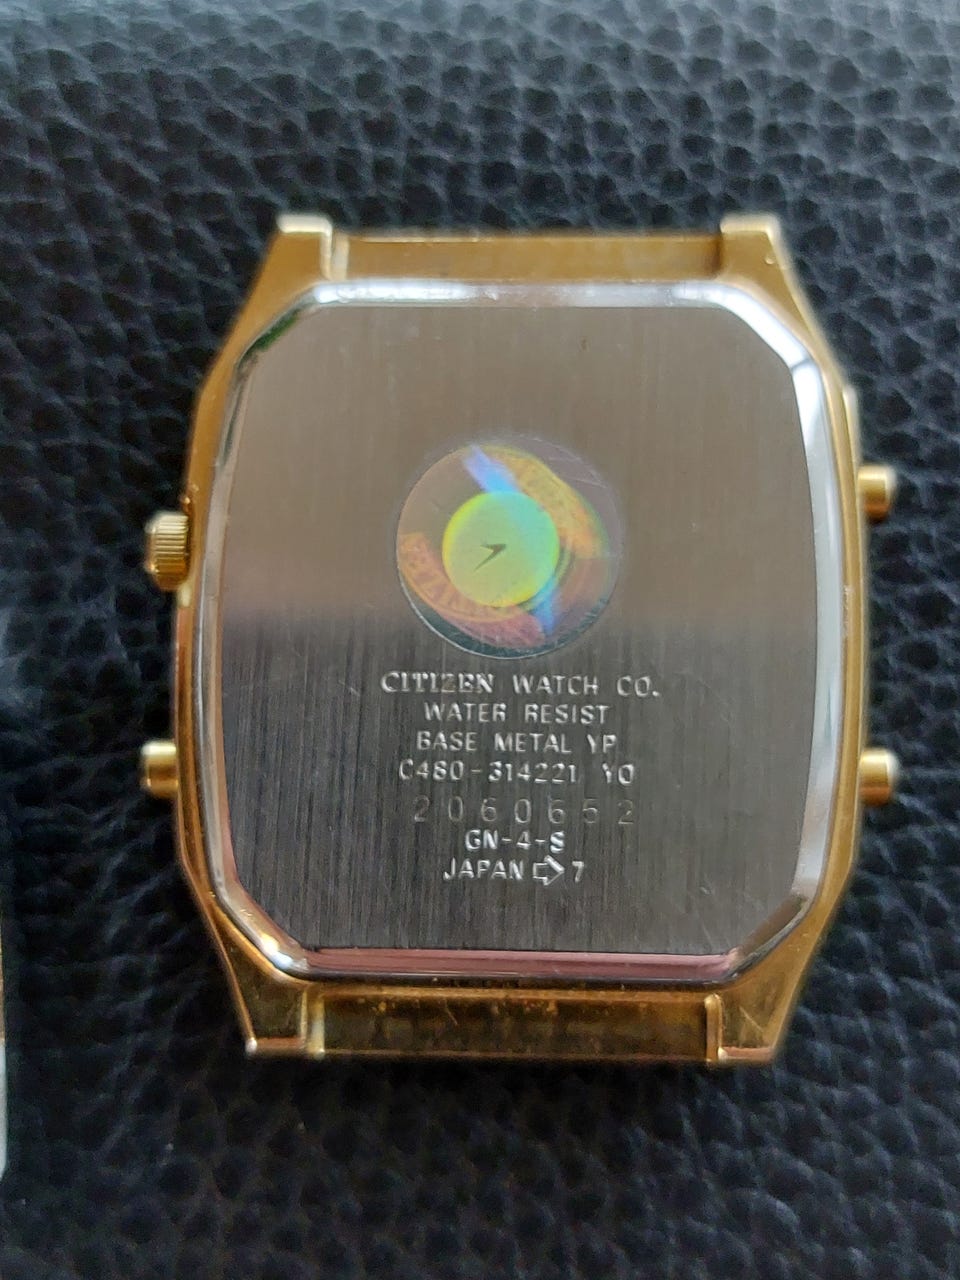 CITIZEN WATCH CO.
WATER RESIST
BASE METAL YP
C480-314221 YO
2060652
GN-4-S
JAPAN ⇨ 7